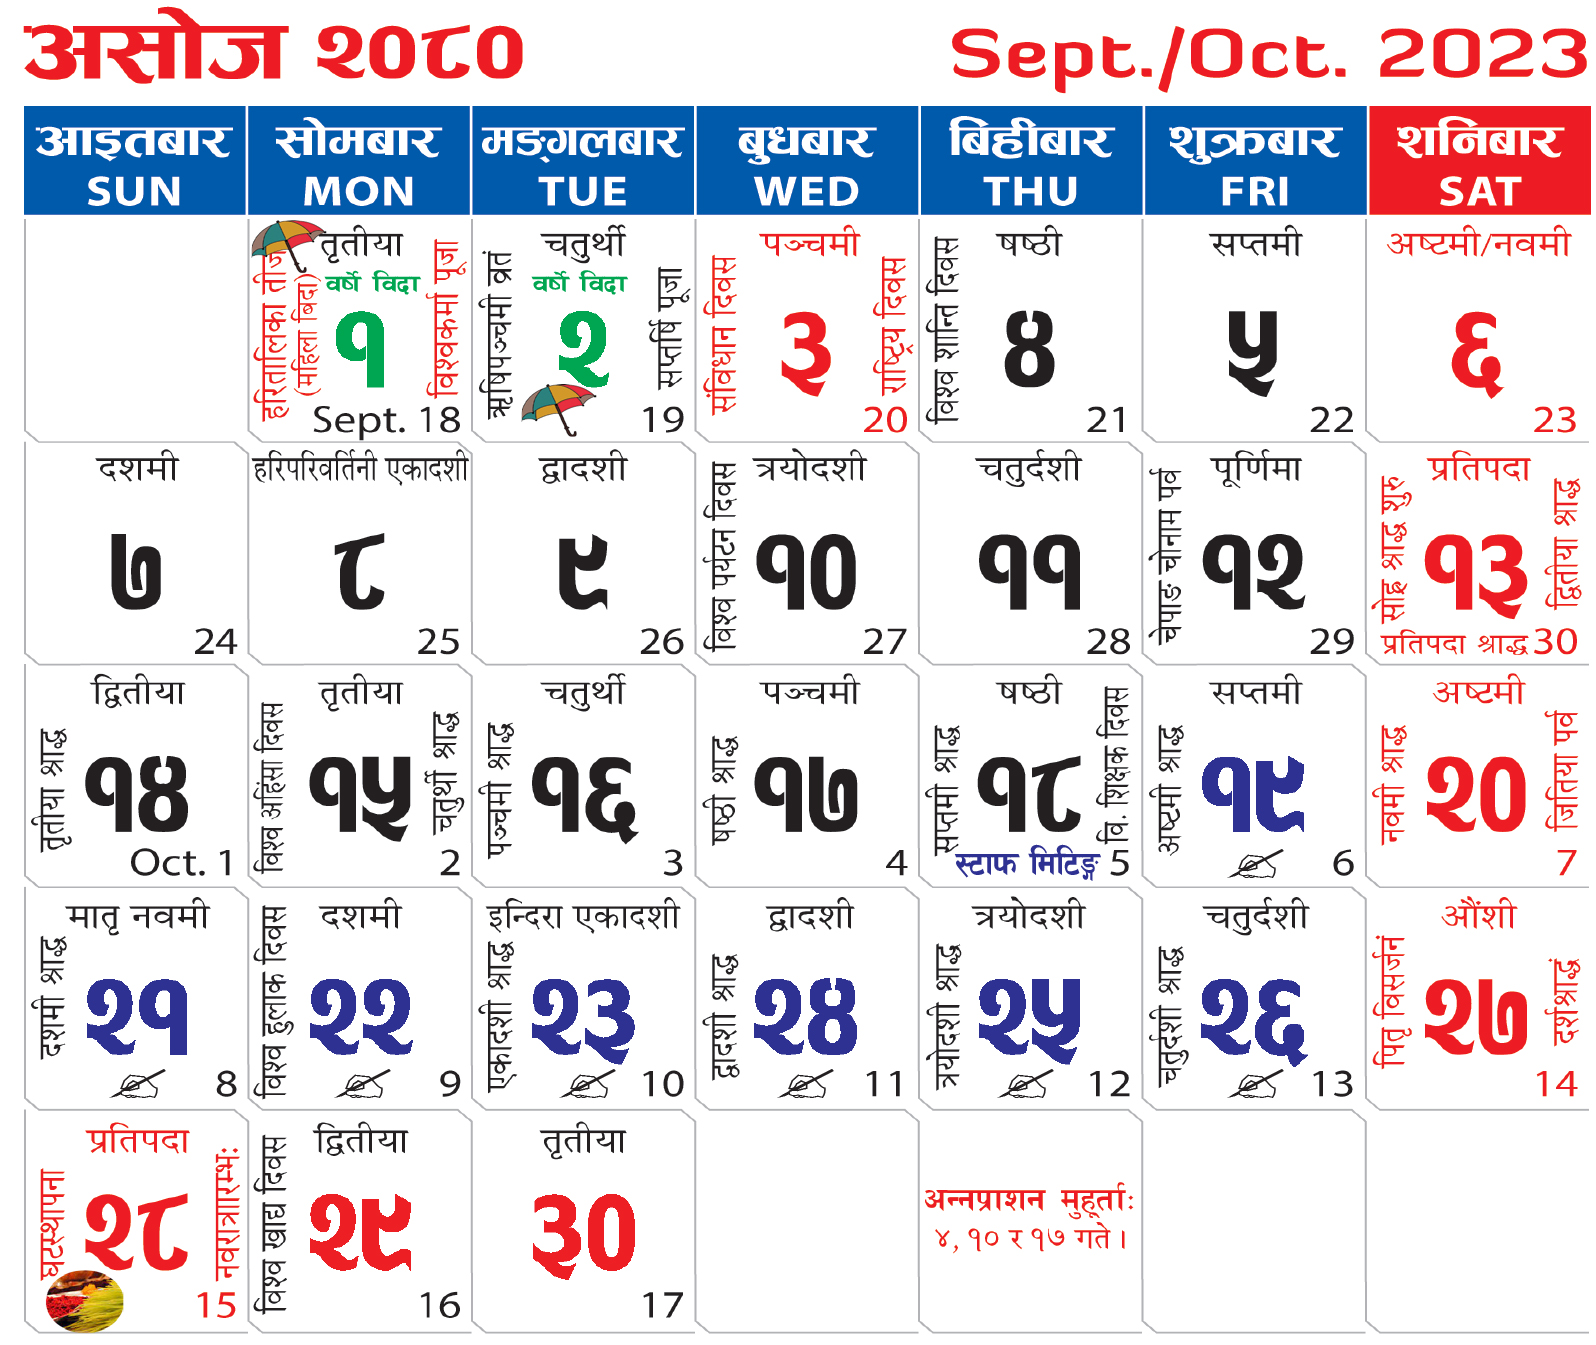 असोज २०८० Sept./Oct. 2023
आइतबार सोमबार मङ्गलबार बुधबार बिहीबार शुक्रबार शनिबार
SUN MON TUE WED THU FRI SAT
तृतीया
वर्षे विदा
हरितालिका तीज
(महिला बिदा)
१
विश्वकर्मा पूजा
Sept. 18
चतुर्थी
वर्षे विदा
ऋषिपञ्चमी व्रतं
२
सप्तर्षि पूजा
19
पञ्चमी
संविधान दिवस
३
राष्ट्रिय दिवस
20
षष्ठी
विश्व शान्ति दिवस
४
21
सप्तमी
५
22
अष्टमी/नवमी
६
23
दशमी
७
24
हरिपरिवर्तिनी एकादशी
८
25
द्वादशी
९
26
त्रयोदशी
विश्व पर्यटन दिवस
१०
27
चतुर्दशी
११
28
पूर्णिमा
चेपाङ चोनाम पर्व
१२
29
प्रतिपदा
सोह्र श्राद्ध शुरु
१३
द्वितीया श्राद्ध
प्रतिपदा श्राद्ध 30
द्वितीया
तृतीया श्राद्ध
१४
Oct. 1
तृतीया
विश्व अहिंसा दिवस
१५
चतुर्थी श्राद्ध
2
चतुर्थी
पञ्चमी श्राद्ध
१६
3
पञ्चमी
षष्ठी श्राद्ध
१७
4
षष्ठी
सप्तमी श्राद्ध
१८
वि. शिक्षक दिवस
स्टाफ मिटिङ्ग 5
सप्तमी
अष्टमी श्राद्ध
१९
6
अष्टमी
नवमी श्राद्ध
२०
जितिया पर्व
7
मातृ नवमी
दशमी श्राद्ध
२१
8
दशमी
विश्व हुलाक दिवस
२२
9
इन्दिरा एकादशी
एकादशी श्राद्ध
२३
10
द्वादशी
द्वादशी श्राद्ध
२४
11
त्रयोदशी
त्रयोदशी श्राद्ध
२५
12
चतुर्दशी
चतुर्दशी श्राद्ध
२६
13
औंशी
पितृ विसर्जनं
२७
दर्शश्राद्धं
14
प्रतिपदा
घटस्थापना
२८
नवरात्रारम्भः
15
द्वितीया
विश्व खाद्य दिवस
२९
16
तृतीया
३०
17
अन्नप्राशन मुहूर्ताः
४, १० र १७ गते ।